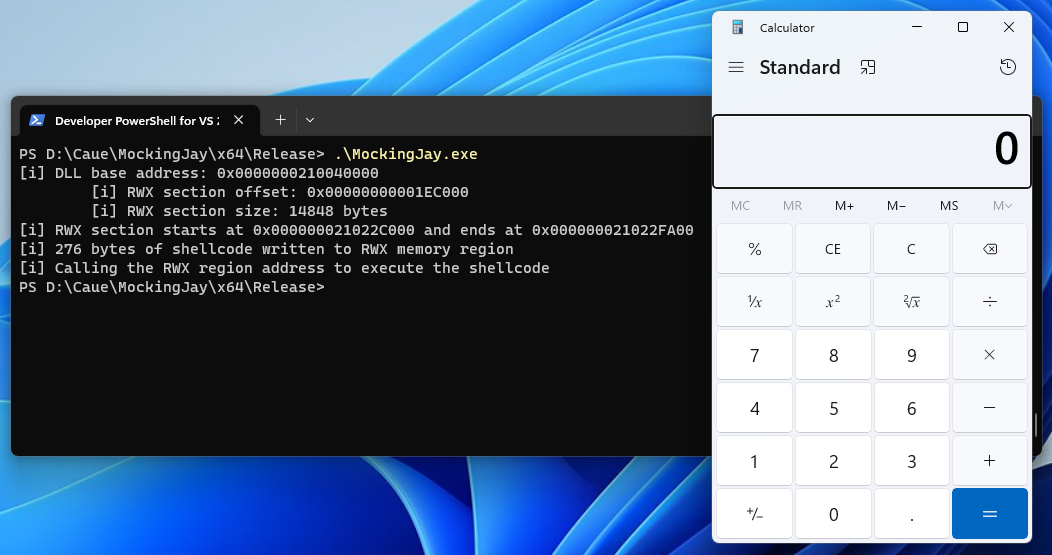 Developer PowerShell for VS 2
PS D:\Caue\MockingJay\x64\Release> .\MockingJay.exe
[i] DLL base address: 0x0000000210040000
[i] RWX section offset: 0x00000000001EC000
[i] RWX section size: 14848 bytes
[i] RWX section starts at 0x000000021022C000 and ends at 0x000000021022FA00
[i] 276 bytes of shellcode written to RWX memory region
[i] Calling the RWX region address to execute the shellcode
PS D:\Caue\MockingJay\x64\Release>
Calculator
Standard
0
MC MR M+ M− MS M
% CE C
¹/x x² ²√x ÷
7 8 9 ×
4 5 6 −
1 2 3 +
+/− 0 . =